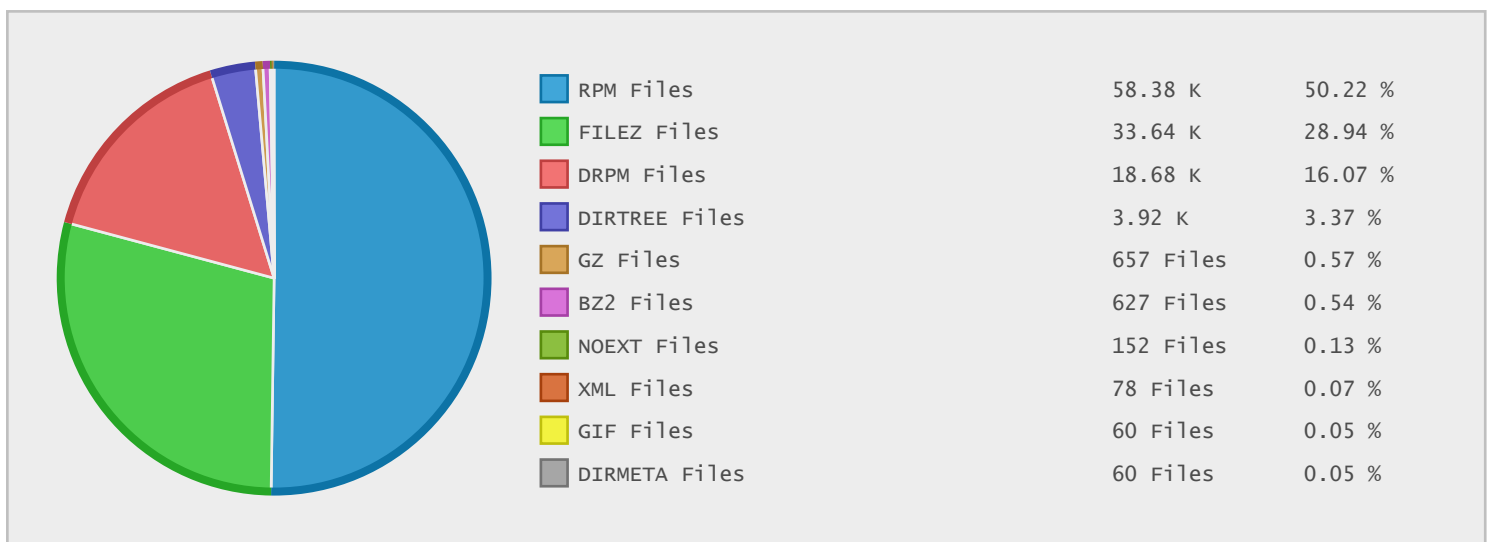 RPM Files 58.38 K 50.22 %
FILEZ Files 33.64 K 28.94 %
DRPM Files 18.68 K 16.07 %
DIRTREE Files 3.92 K 3.37 %
GZ Files 657 Files 0.57 %
BZ2 Files 627 Files 0.54 %
NOEXT Files 152 Files 0.13 %
XML Files 78 Files 0.07 %
GIF Files 60 Files 0.05 %
DIRMETA Files 60 Files 0.05 %